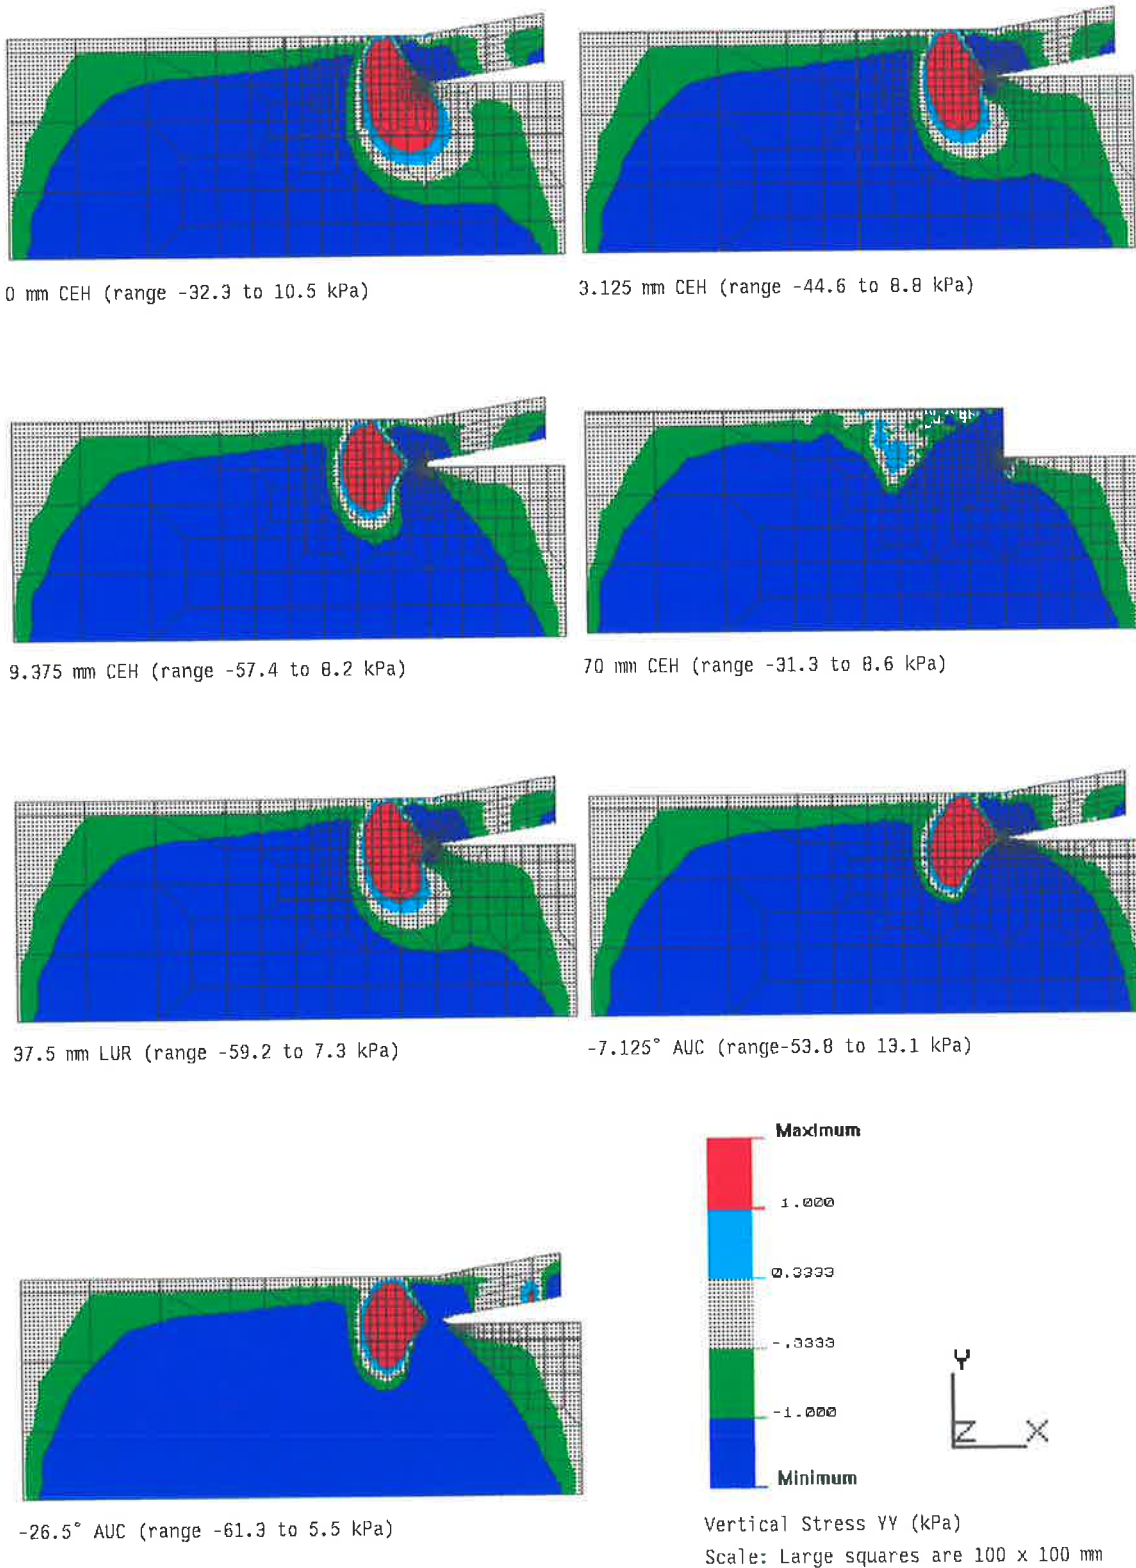 0 mm CEH (range -32.3 to 10.5 kPa)
3.125 mm CEH (range -44.6 to 8.8 kPa)
9.375 mm CEH (range -57.4 to 8.2 kPa)
70 mm CEH (range -31.3 to 8.6 kPa)
37.5 mm LUR (range -59.2 to 7.3 kPa)
-7.125° AUC (range-53.8 to 13.1 kPa)
-26.5° AUC (range -61.3 to 5.5 kPa)
Maximum
1.000
0.3333
-.3333
-1.000
Minimum
Y
Z X
Vertical Stress YY (kPa)
Scale: Large squares are 100 x 100 mm